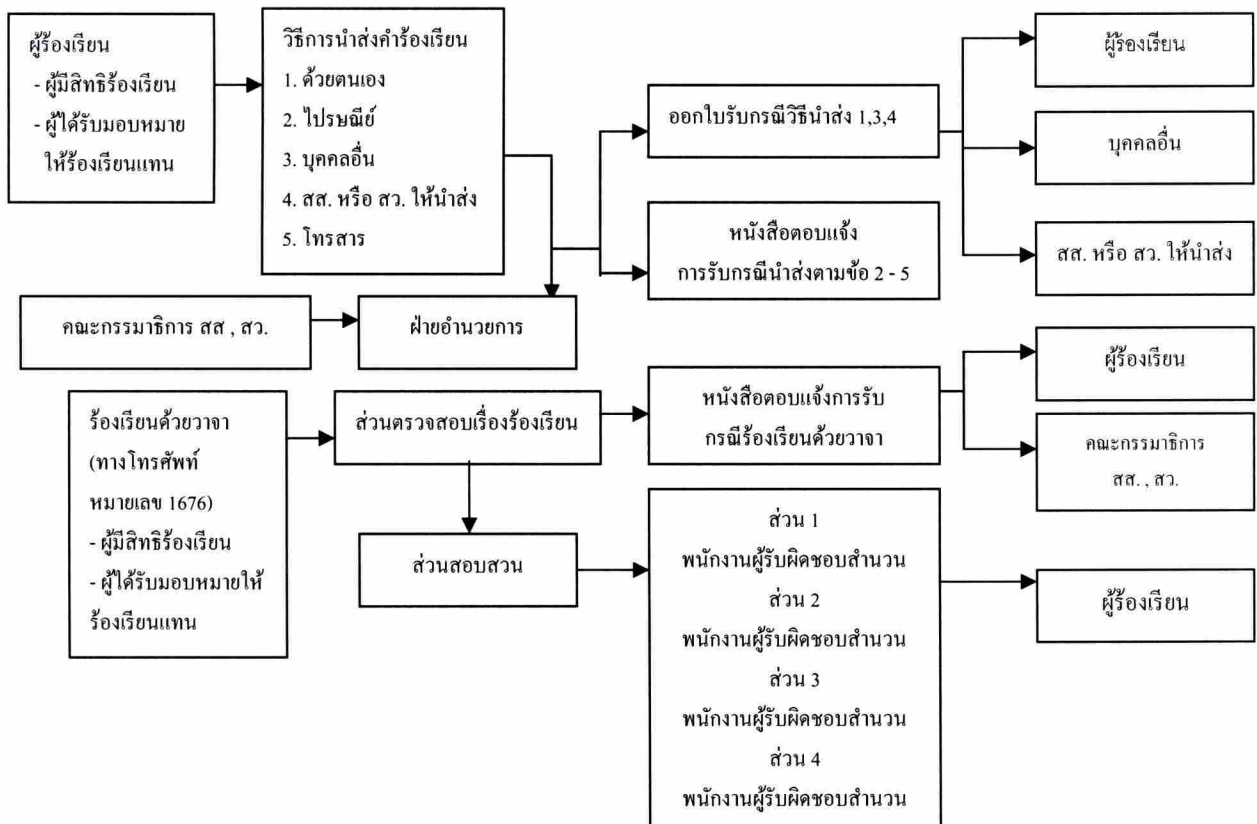 ผู้ร้องเรียน
- ผู้มีสิทธิร้องเรียน
- ผู้ได้รับมอบหมาย
ให้ร้องเรียนแทน
วิธีการนำส่งคำร้องเรียน
1. ด้วยตนเอง
2. ไปรษณีย์
3. บุคคลอื่น
4. สส. หรือ สว. ให้นำส่ง
5. โทรสาร
ออกใบรับกรณีวิธีนำส่ง 1,3,4
หนังสือตอบแจ้ง
การรับกรณีนำส่งตามข้อ 2 - 5
ผู้ร้องเรียน
บุคคลอื่น
สส. หรือ สว. ให้นำส่ง
คณะกรรมาธิการ สส , สว.
ฝ่ายอำนวยการ
ร้องเรียนด้วยวาจา
(ทางโทรศัพท์
หมายเลข 1676)
- ผู้มีสิทธิร้องเรียน
- ผู้ได้รับมอบหมายให้
ร้องเรียนแทน
ส่วนตรวจสอบเรื่องร้องเรียน
หนังสือตอบแจ้งการรับ
กรณีร้องเรียนด้วยวาจา
ผู้ร้องเรียน
คณะกรรมาธิการ
สส. , สว.
ส่วนสอบสวน
ส่วน 1
พนักงานผู้รับผิดชอบสำนวน
ส่วน 2
พนักงานผู้รับผิดชอบสำนวน
ส่วน 3
พนักงานผู้รับผิดชอบสำนวน
ส่วน 4
พนักงานผู้รับผิดชอบสำนวน
ผู้ร้องเรียน